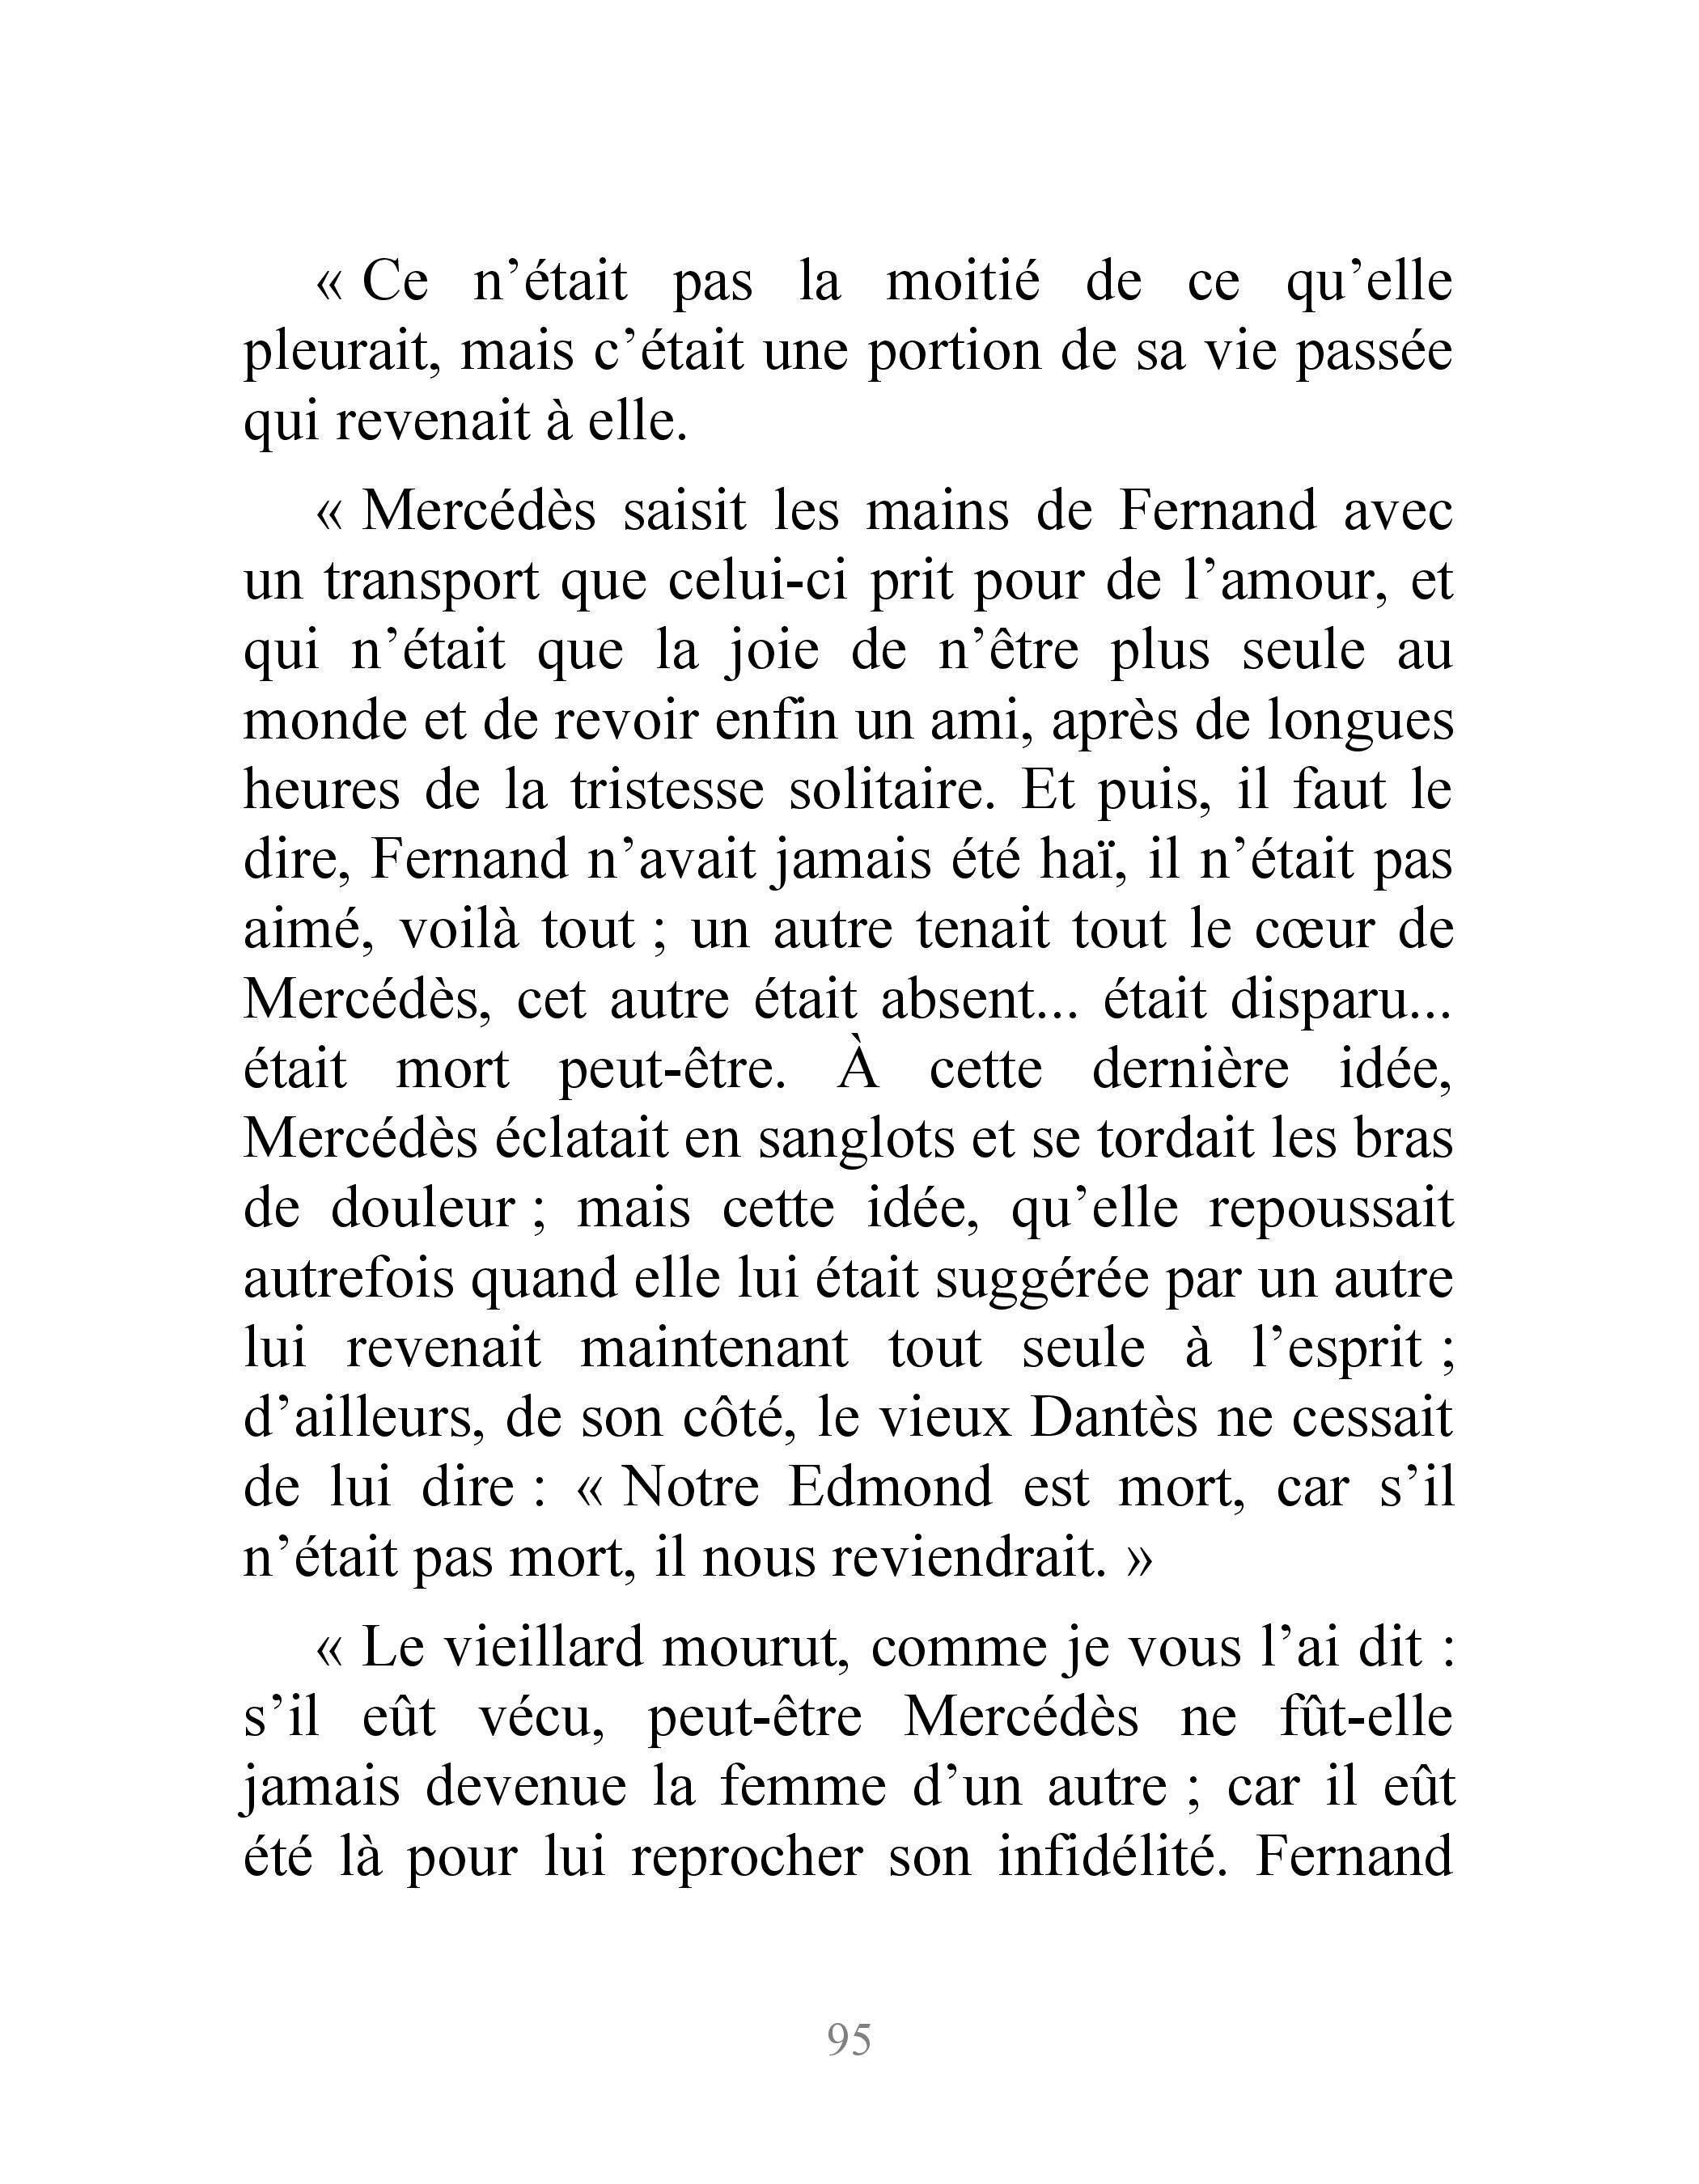 « Ce n’était pas la moitié de ce qu’elle
pleurait, mais c’était une portion de sa vie passée
qui revenait à elle.
« Mercédès saisit les mains de Fernand avec
un transport que celui-ci prit pour de l’amour, et
qui n’était que la joie de n’être plus seule au
monde et de revoir enfin un ami, après de longues
heures de la tristesse solitaire. Et puis, il faut le
dire, Fernand n’avait jamais été haï, il n’était pas
aimé, voilà tout ; un autre tenait tout le cœur de
Mercédès, cet autre était absent... était disparu...
était mort peut-être. À cette dernière idée,
Mercédès éclatait en sanglots et se tordait les bras
de douleur ; mais cette idée, qu’elle repoussait
autrefois quand elle lui était suggérée par un autre
lui revenait maintenant tout seule à l’esprit ;
d’ailleurs, de son côté, le vieux Dantès ne cessait
de lui dire : « Notre Edmond est mort, car s’il
n’était pas mort, il nous reviendrait. »
« Le vieillard mourut, comme je vous l’ai dit :
s’il eût vécu, peut-être Mercédès ne fût-elle
jamais devenue la femme d’un autre ; car il eût
été là pour lui reprocher son infidélité. Fernand
95